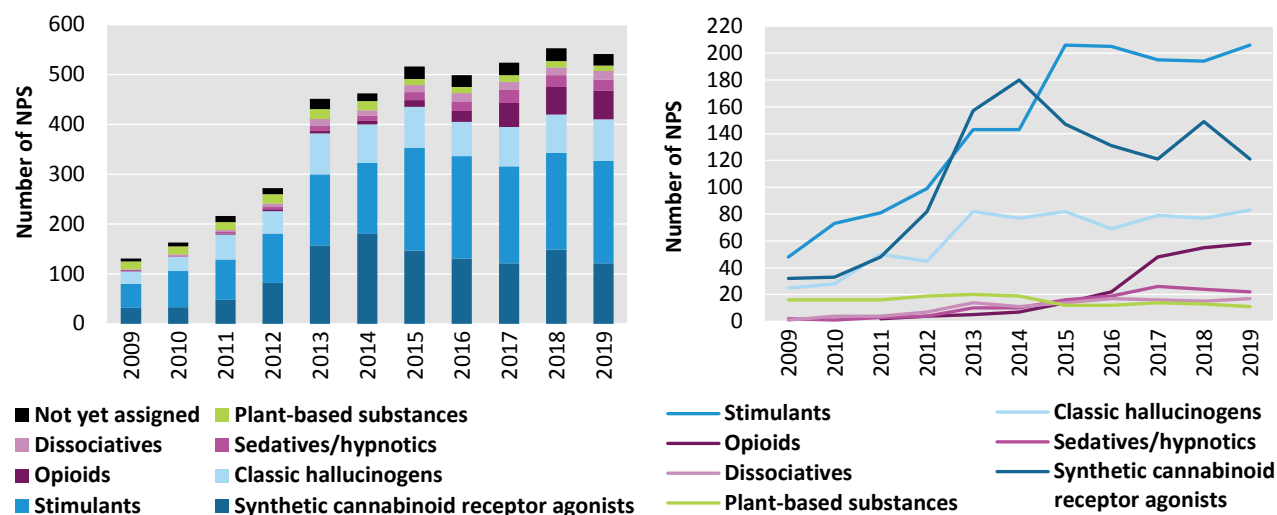 Number of NPS
600
500
400
300
200
100
0
2009
2010
2011
2012
2013
2014
2015
2016
2017
2018
2019
Not yet assigned
Plant-based substances
Dissociatives
Sedatives/hypnotics
Opioids
Classic hallucinogens
Stimulants
Synthetic cannabinoid receptor agonists
Number of NPS
220
200
180
160
140
120
100
80
60
40
20
0
2009
2010
2011
2012
2013
2014
2015
2016
2017
2018
2019
Stimulants
Classic hallucinogens
Opioids
Sedatives/hypnotics
Dissociatives
Synthetic cannabinoid
receptor agonists
Plant-based substances